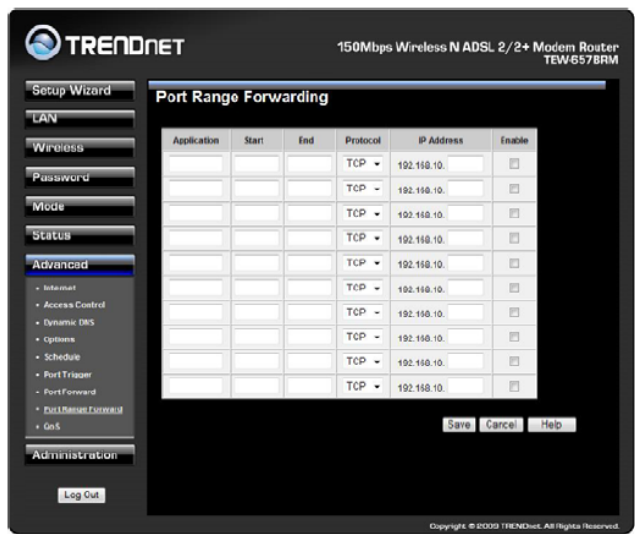 TRENDNET
150Mbps Wireless N ADSL 2/2+ Modem Router
TEW-657BRM
Setup Wizard
LAN
Wireless
Password
Mode
Status
Advanced
Internet
Access Control
Dynamic DNS
Options
Schedule
Port Trigger
Port Forward
Port Range Forward
QoS
Administration
Log Out
Port Range Forwarding
Application Start End Protocol IP Address Enable
TCP 192.168.10.
TCP 192.168.10.
TCP 192.168.10.
TCP 192.168.10.
TCP 192.168.10.
TCP 192.168.10.
TCP 192.168.10.
TCP 192.168.10.
TCP 192.168.10.
TCP 192.168.10.
Save Cancel Help
Copyright © 2009 TRENDnet. All Rights Reserved.